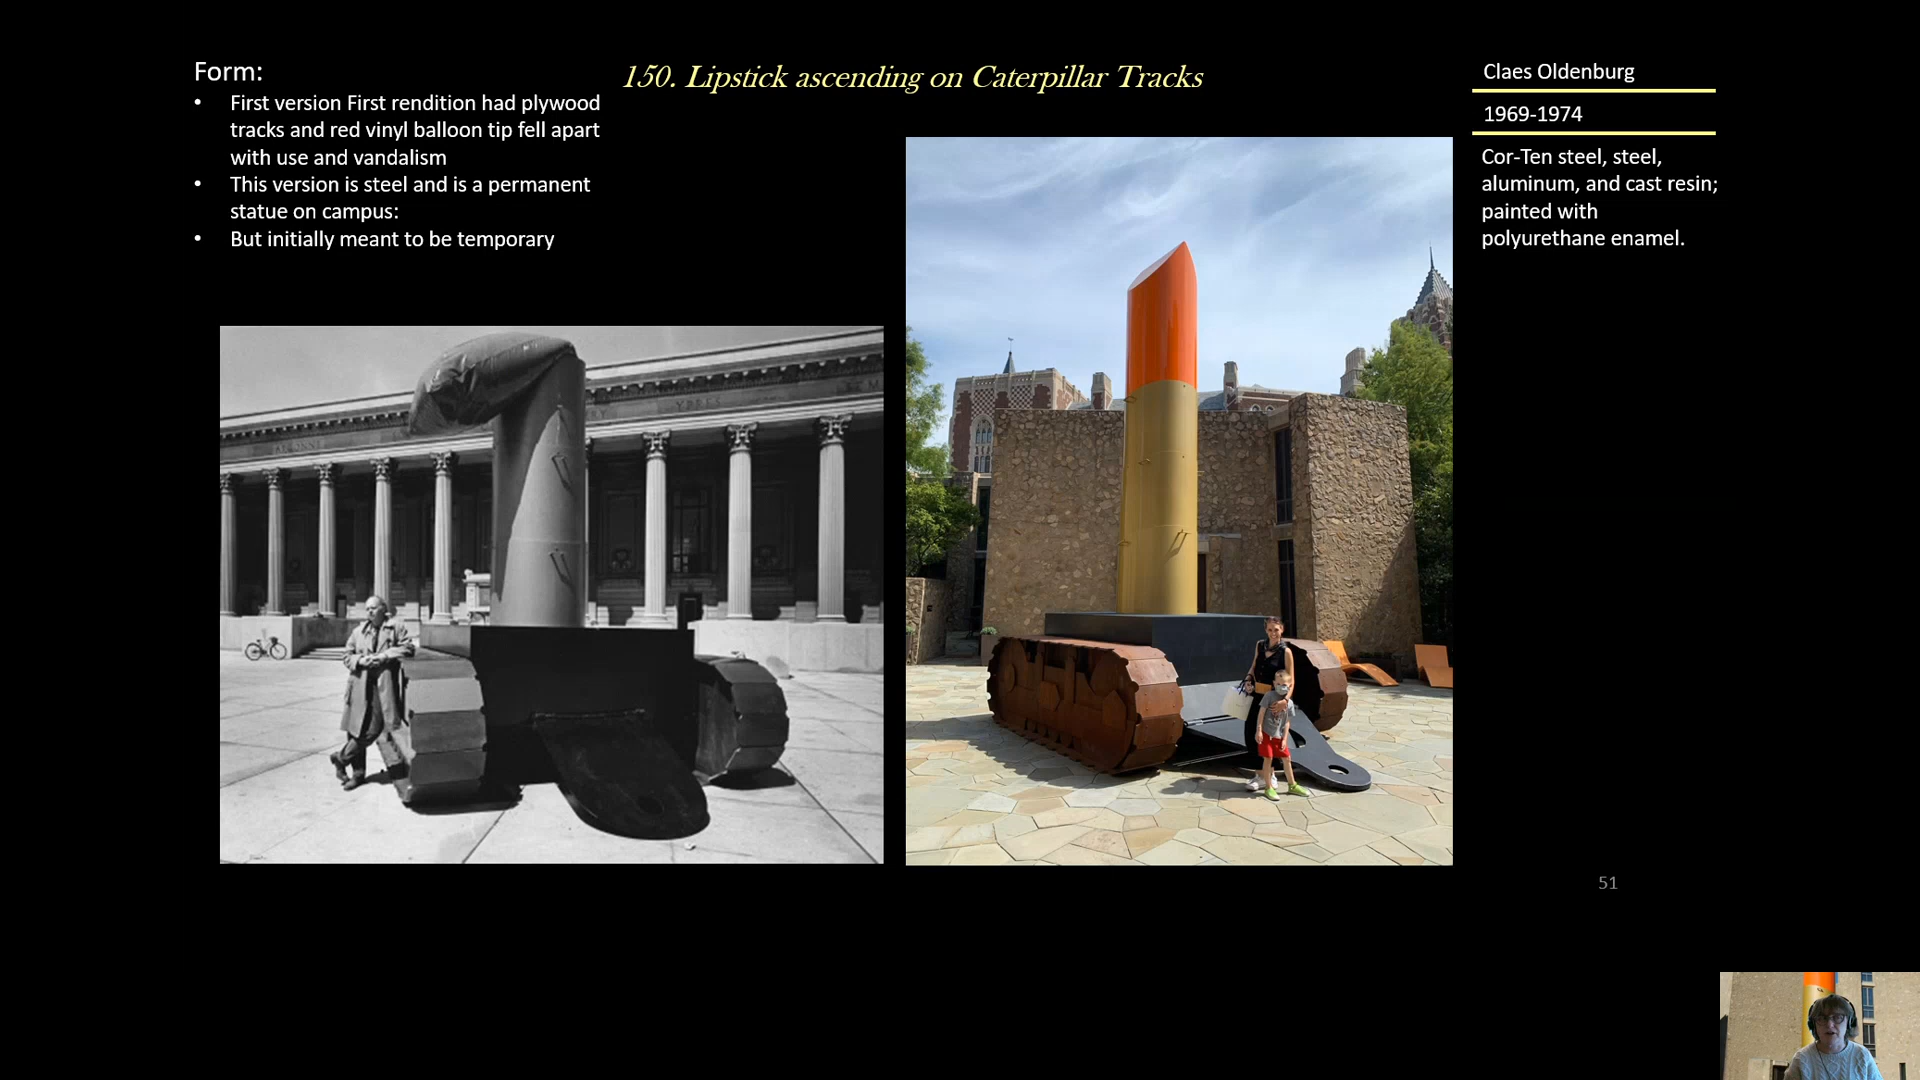 Form:
• First version First rendition had plywood
tracks and red vinyl balloon tip fell apart
with use and vandalism
• This version is steel and is a permanent
statue on campus:
• But initially meant to be temporary
150. Lipstick ascending on Caterpillar Tracks
Claes Oldenburg
1969-1974
Cor-Ten steel, steel,
aluminum, and cast resin;
painted with
polyurethane enamel.
YPRES
51